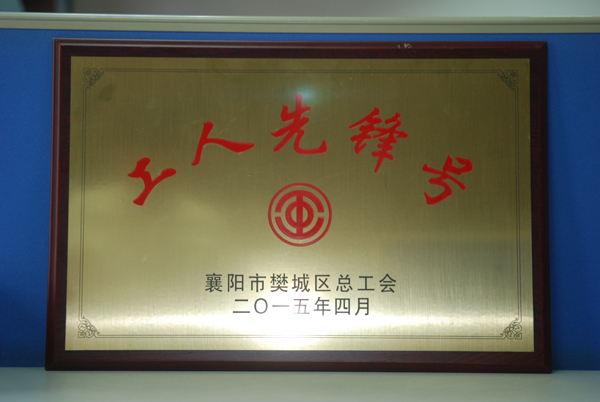 工人先锋号
襄阳市樊城区总工会
二〇一五年四月